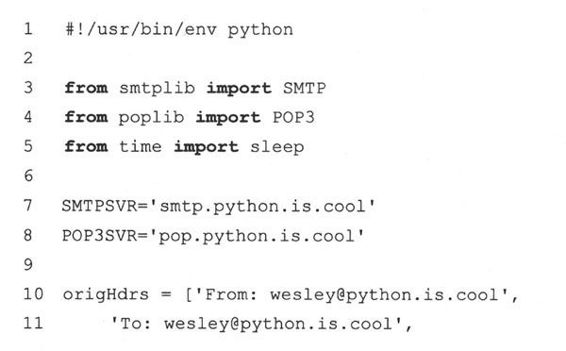 1 #!/usr/bin/env python
2
3 from smtplib import SMTP
4 from poplib import POP3
5 from time import sleep
6
7 SMTPSVR='smtp.python.is.cool'
8 POP3SVR='pop.python.is.cool'
9
10 origHdrs = ['From: wesley@python.is.cool',
11 'To: wesley@python.is.cool',